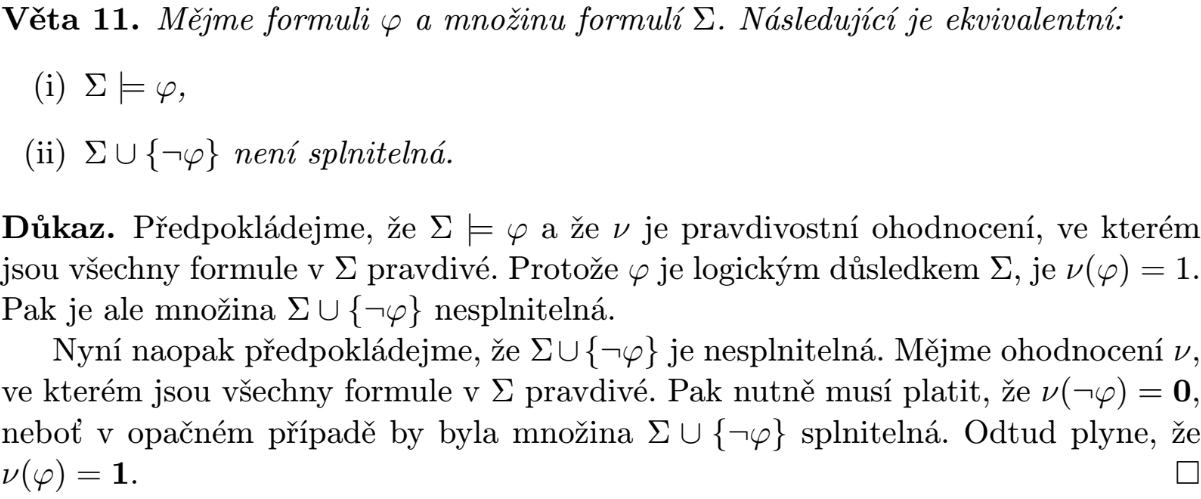 Věta 11. Mějme formuli φ a množinu formulí Σ. Následující je ekvivalentní:
(i) Σ ⊨ φ,
(ii) Σ ∪ {¬φ} není splnitelná.
Důkaz. Předpokládejme, že Σ ⊨ φ a že ν je pravdivostní ohodnocení, ve kterém
jsou všechny formule v Σ pravdivé. Protože φ je logickým důsledkem Σ, je ν(φ) = 1.
Pak je ale množina Σ ∪ {¬φ} nesplnitelná.
Nyní naopak předpokládejme, že Σ∪{¬φ} je nesplnitelná. Mějme ohodnocení ν,
ve kterém jsou všechny formule v Σ pravdivé. Pak nutně musí platit, že ν(¬φ) = 0,
neboť v opačném případě by byla množina Σ ∪ {¬φ} splnitelná. Odtud plyne, že
ν(φ) = 1. □